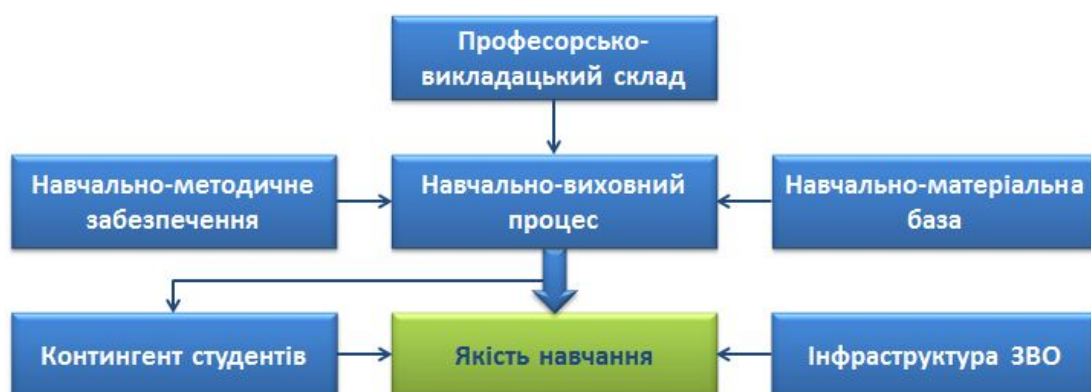 Професорсько-
викладацький склад
Навчально-методичне
забезпечення
Навчально-виховний
процес
Навчально-матеріальна
база
Контингент студентів
Якість навчання
Інфраструктура ЗВО